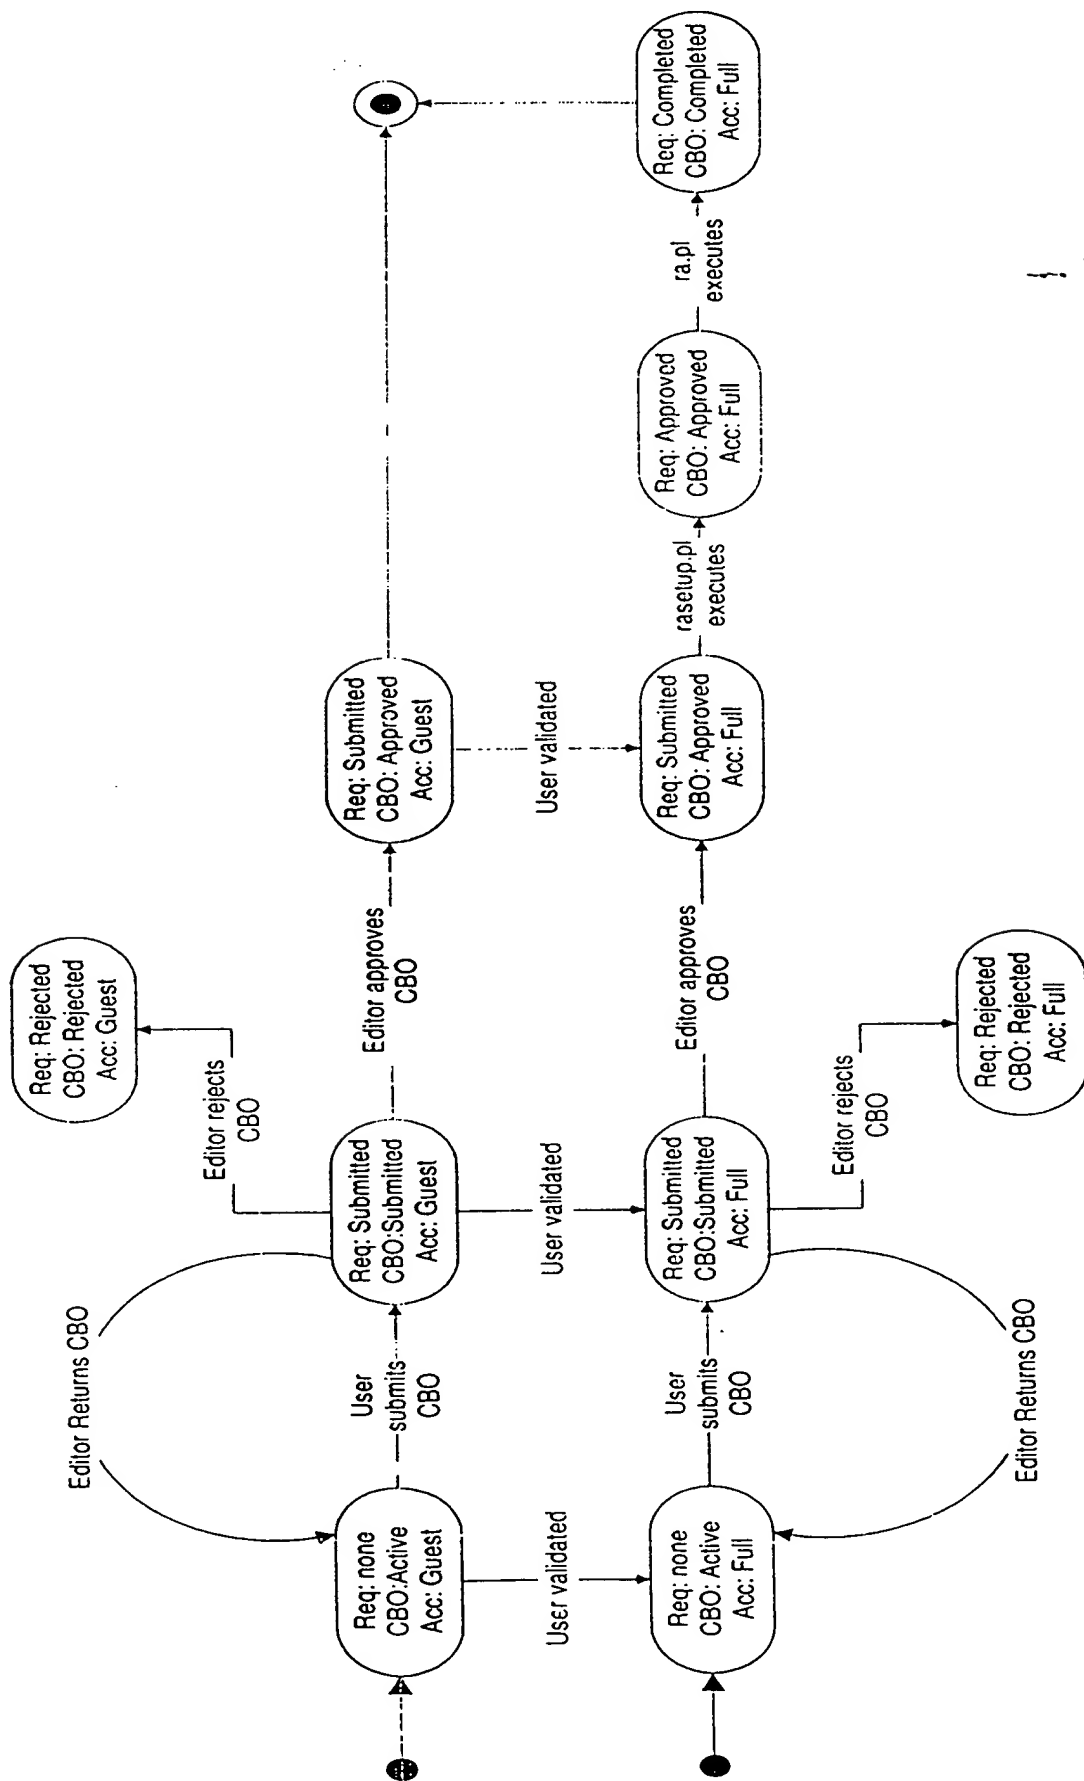 Editor Returns CBO
Editor rejects
CBO
Req: Rejected
CBO: Rejected
Acc: Guest
Req: none
CBO:Active
Acc: Guest
User
submits
CBO
Req: Submitted
CBO:Submitted
Acc: Guest
Editor approves
CBO
Req: Submitted
CBO: Approved
Acc: Guest
User validated
User validated
User validated
Req: none
CBO: Active
Acc: Full
User
submits
CBO
Req: Submitted
CBO:Submitted
Acc: Full
Editor approves
CBO
Req: Submitted
CBO: Approved
Acc: Full
rasetup.pl
executes
Req: Approved
CBO: Approved
Acc: Full
ra.pl
executes
Req: Completed
CBO: Completed
Acc: Full
Editor Returns CBO
Editor rejects
CBO
Req: Rejected
CBO: Rejected
Acc: Full